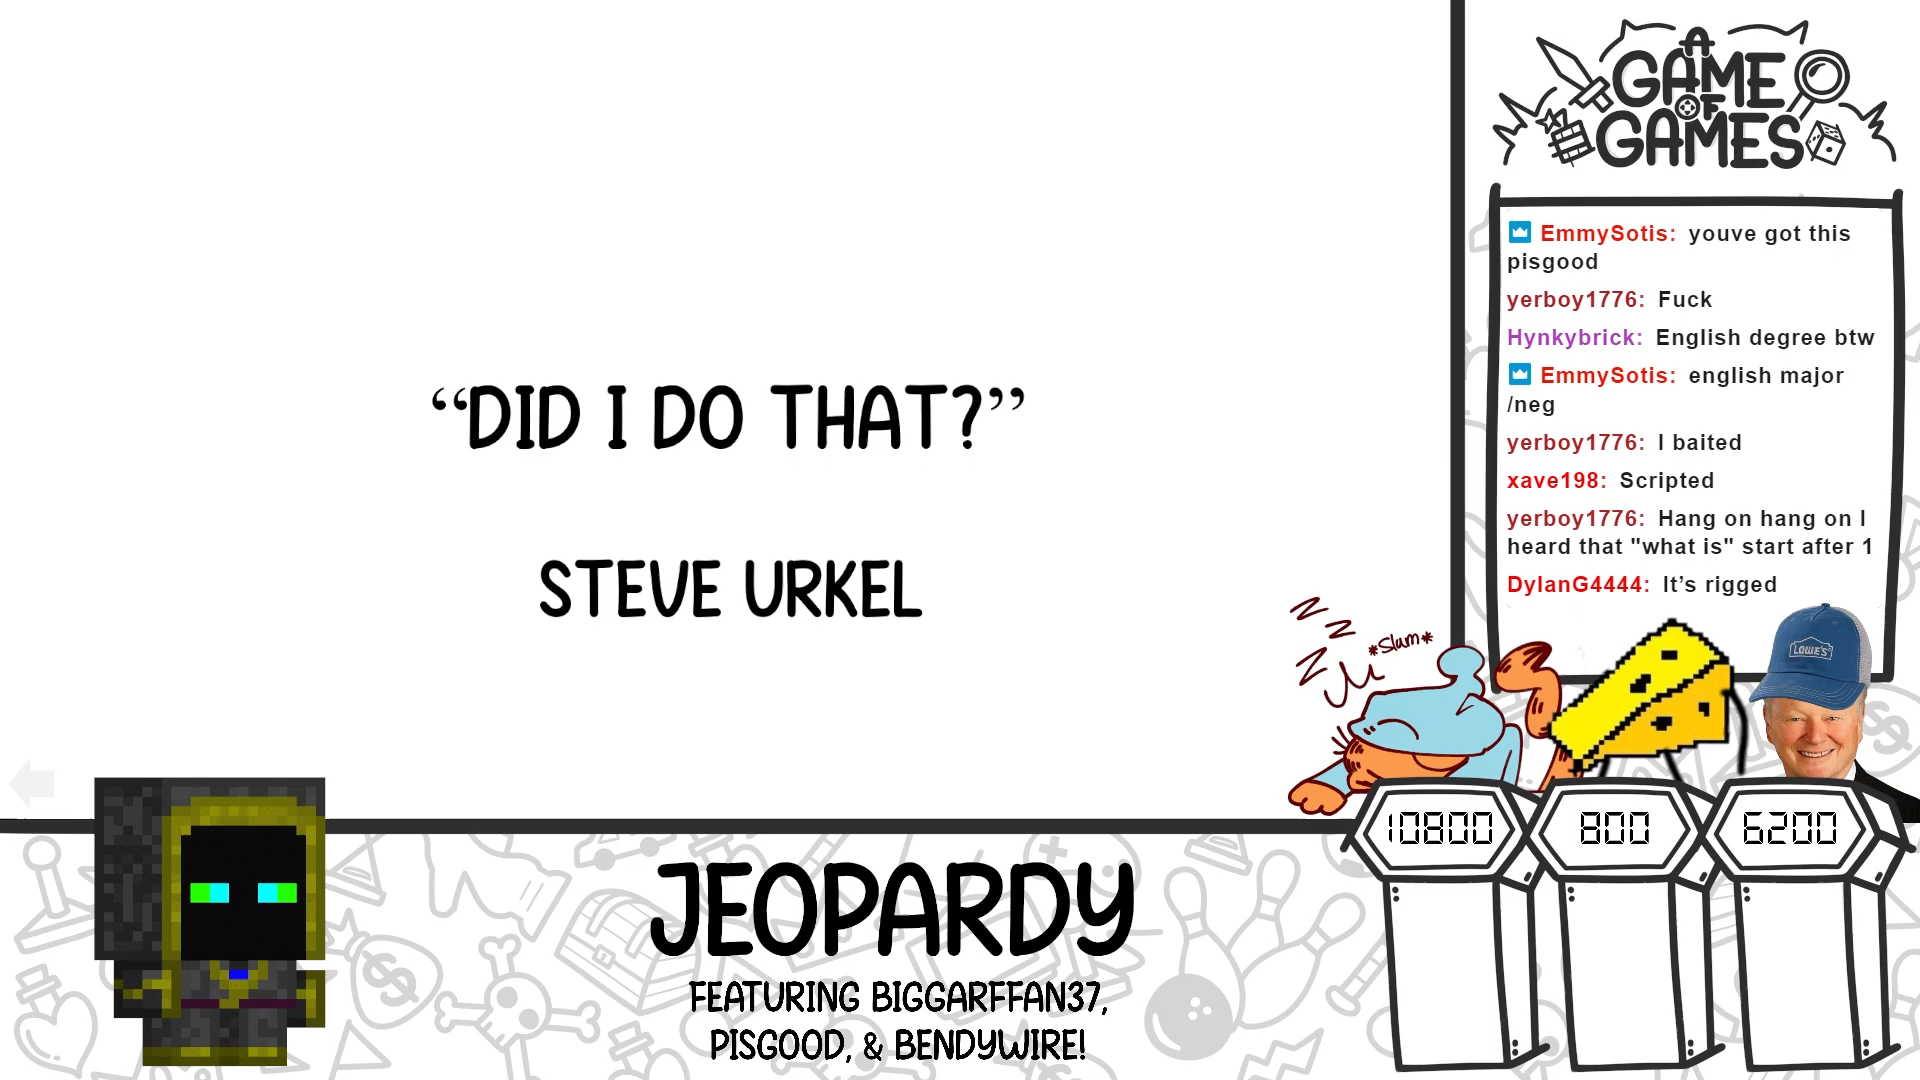 A
GAME
OF
GAMES
EmmySotis: youve got this
pisgood
yerboy1776: Fuck
Hynkybrick: English degree btw
EmmySotis: english major
/neg
yerboy1776: I baited
xave198: Scripted
yerboy1776: Hang on hang on I
heard that "what is" start after 1
DylanG4444: It’s rigged
“DID I DO THAT?”
STEVE URKEL
Z Z
Z
*Slum*
LOWE'S
10800
800
6200
JEOPARDY
FEATURING BIGGARFFAN37,
PISGOOD, & BENDYWIRE!